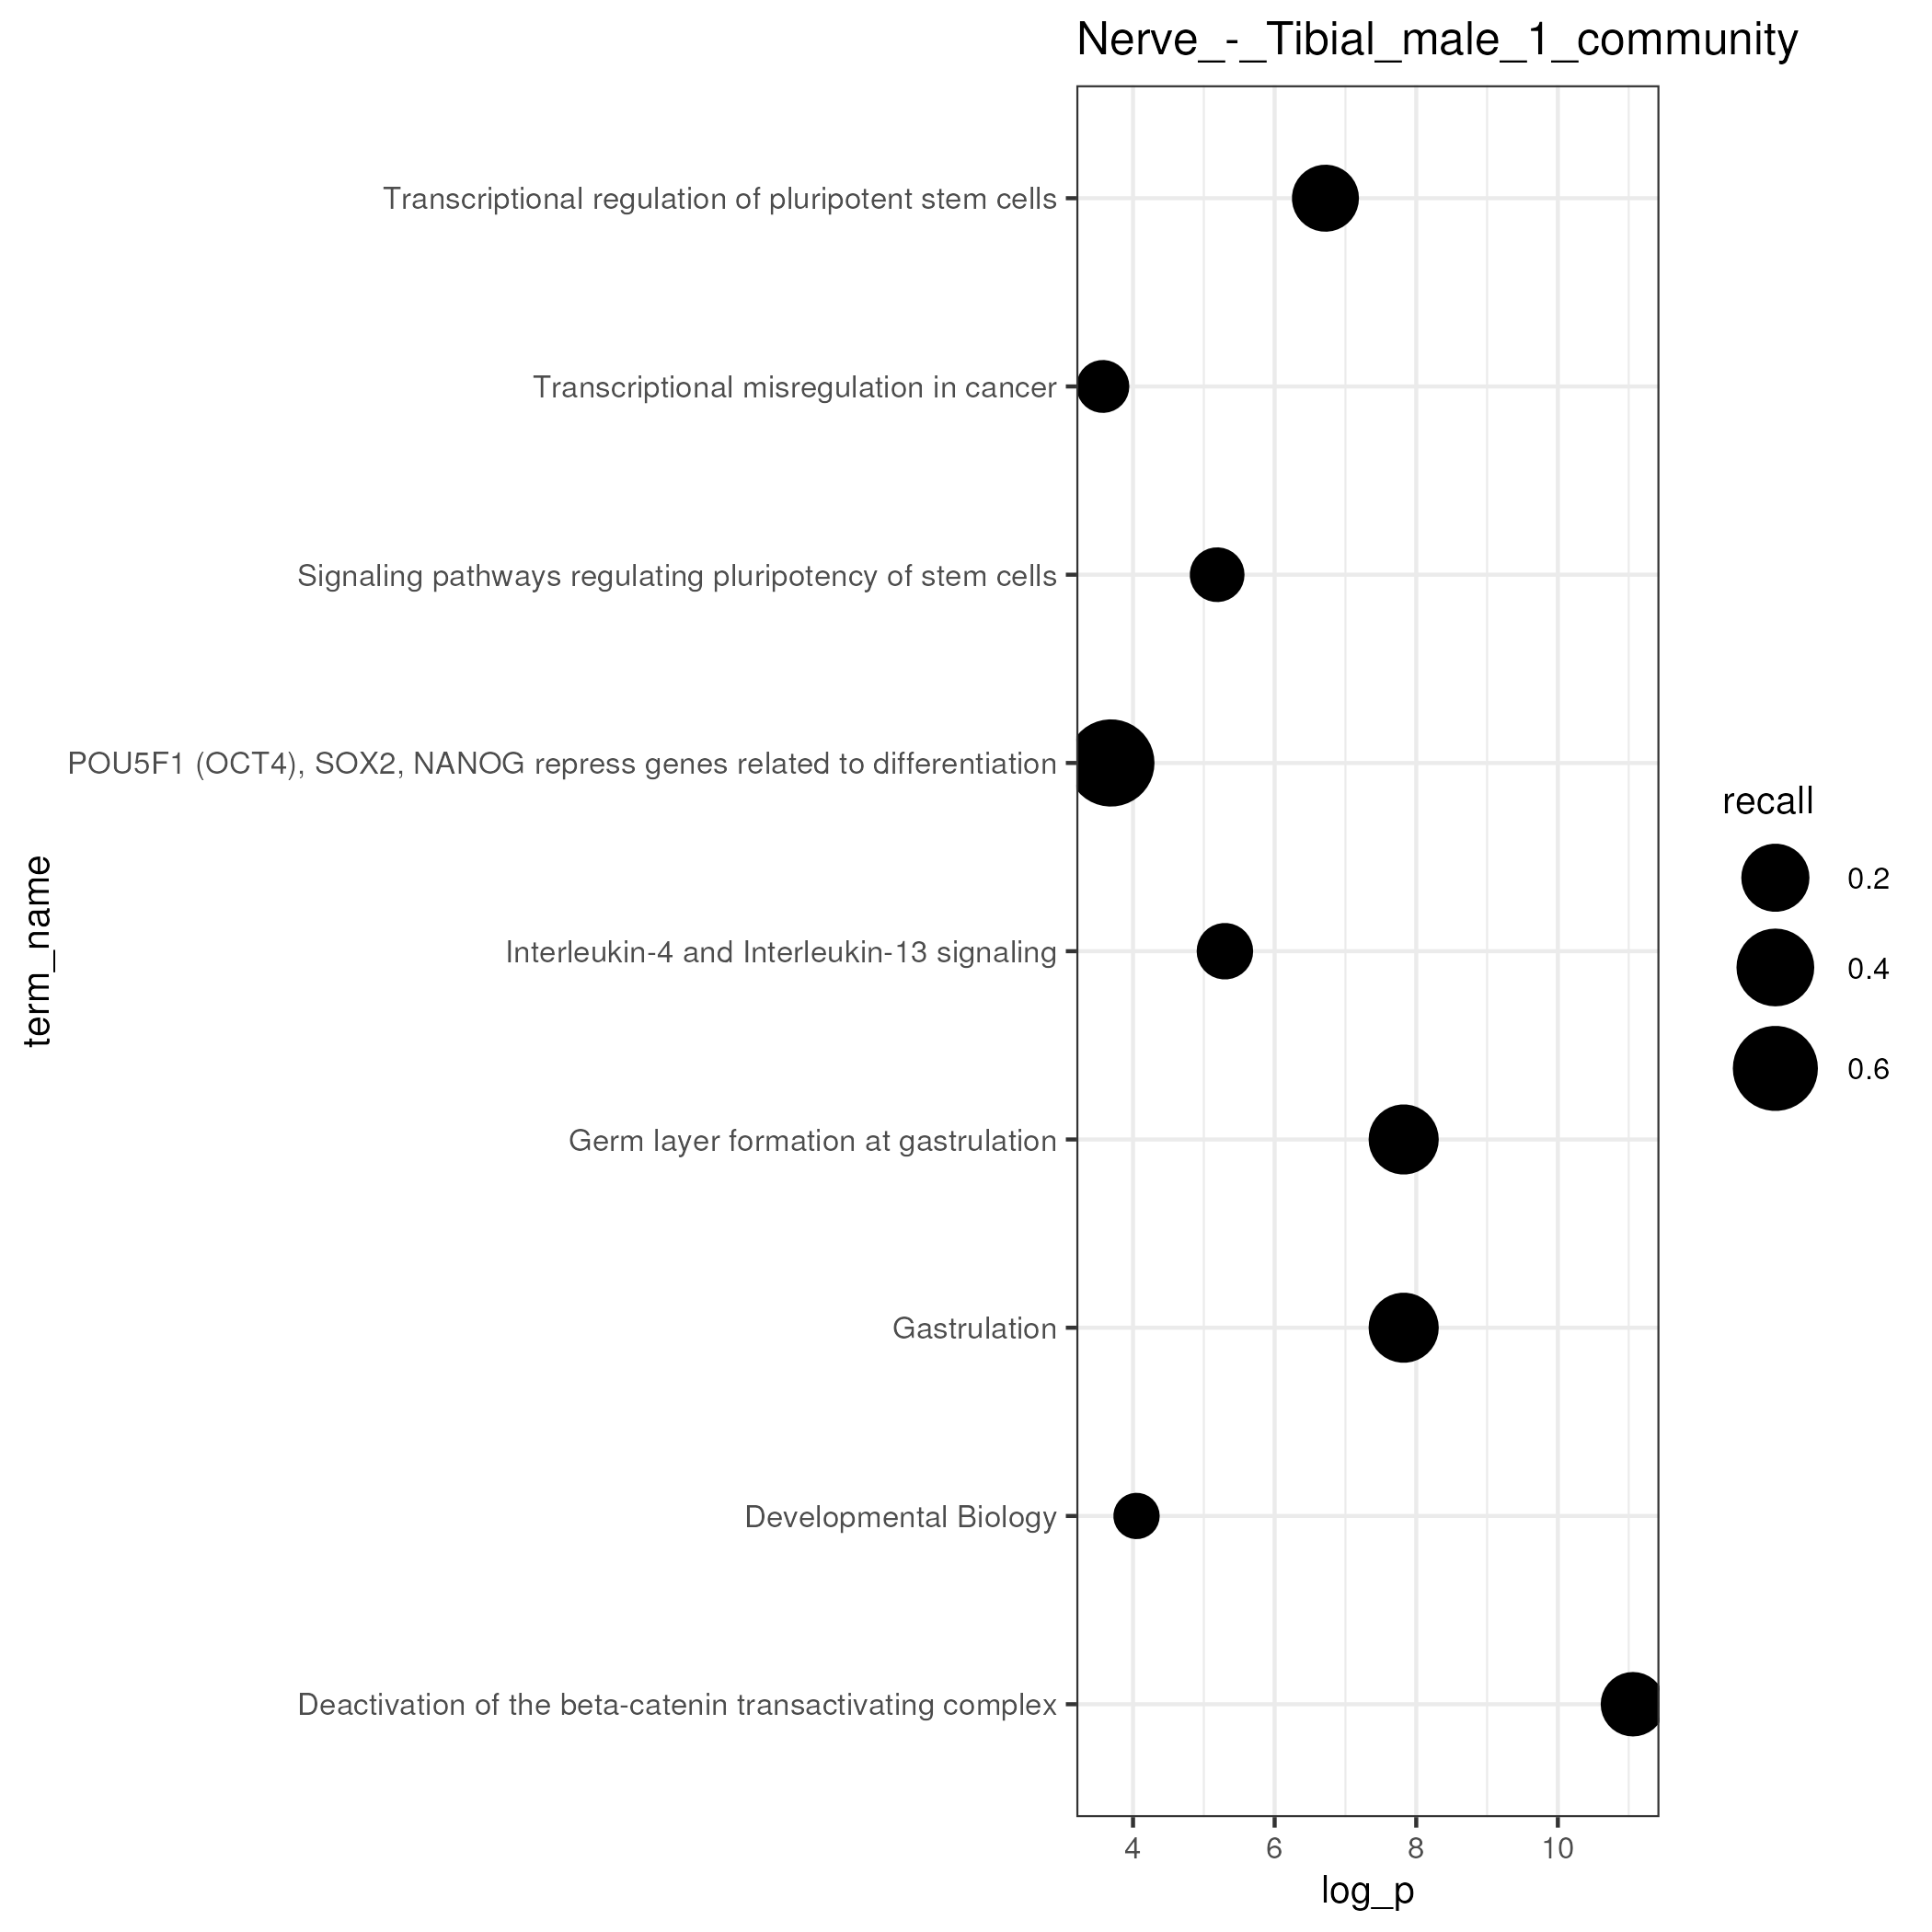 Nerve_-_Tibial_male_1_community
Transcriptional regulation of pluripotent stem cells
Transcriptional misregulation in cancer
Signaling pathways regulating pluripotency of stem cells
POU5F1 (OCT4), SOX2, NANOG repress genes related to differentiation
Interleukin-4 and Interleukin-13 signaling
Germ layer formation at gastrulation
Gastrulation
Developmental Biology
Deactivation of the beta-catenin transactivating complex
term_name
4 6 8 10
log_p
recall
0.2
0.4
0.6